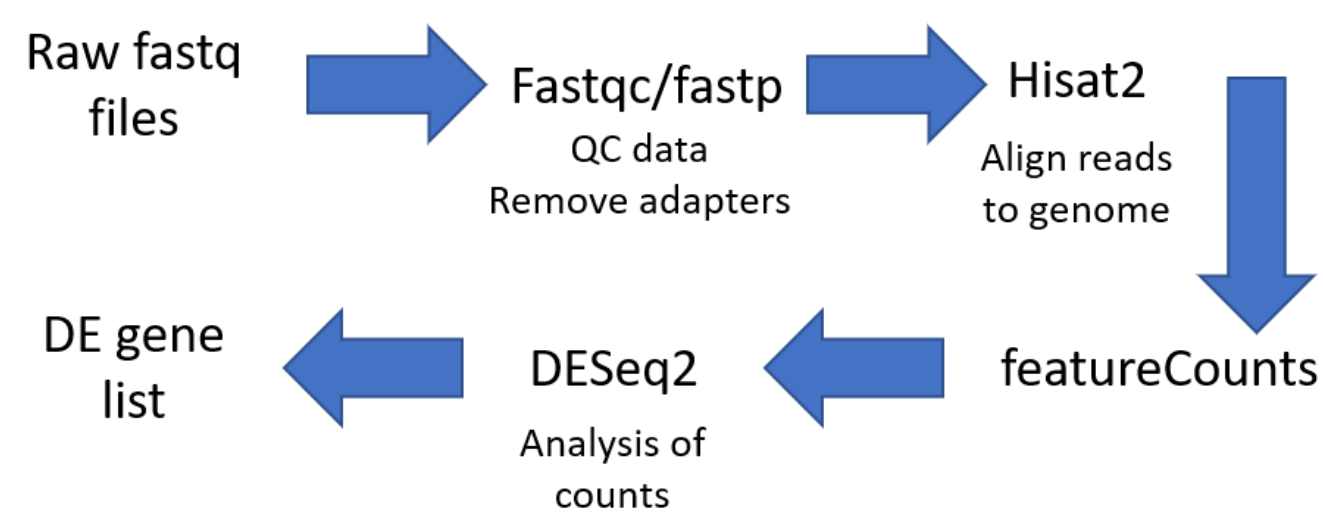 Raw fastq
files
Fastqc/fastp
QC data
Remove adapters
Hisat2
Align reads
to genome
featureCounts
DESeq2
Analysis of
counts
DE gene
list